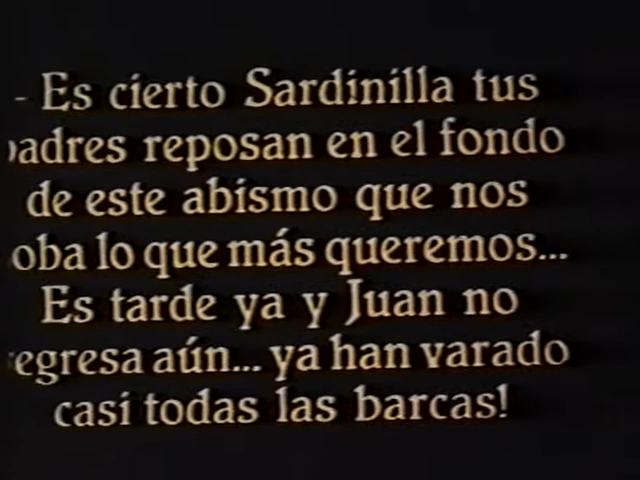 - Es cierto Sardinilla tus
padres reposan en el fondo
de este abismo que nos
oba lo que más queremos...
Es tarde ya y Juan no
egresa aún... ya han varado
casi todas las barcas!